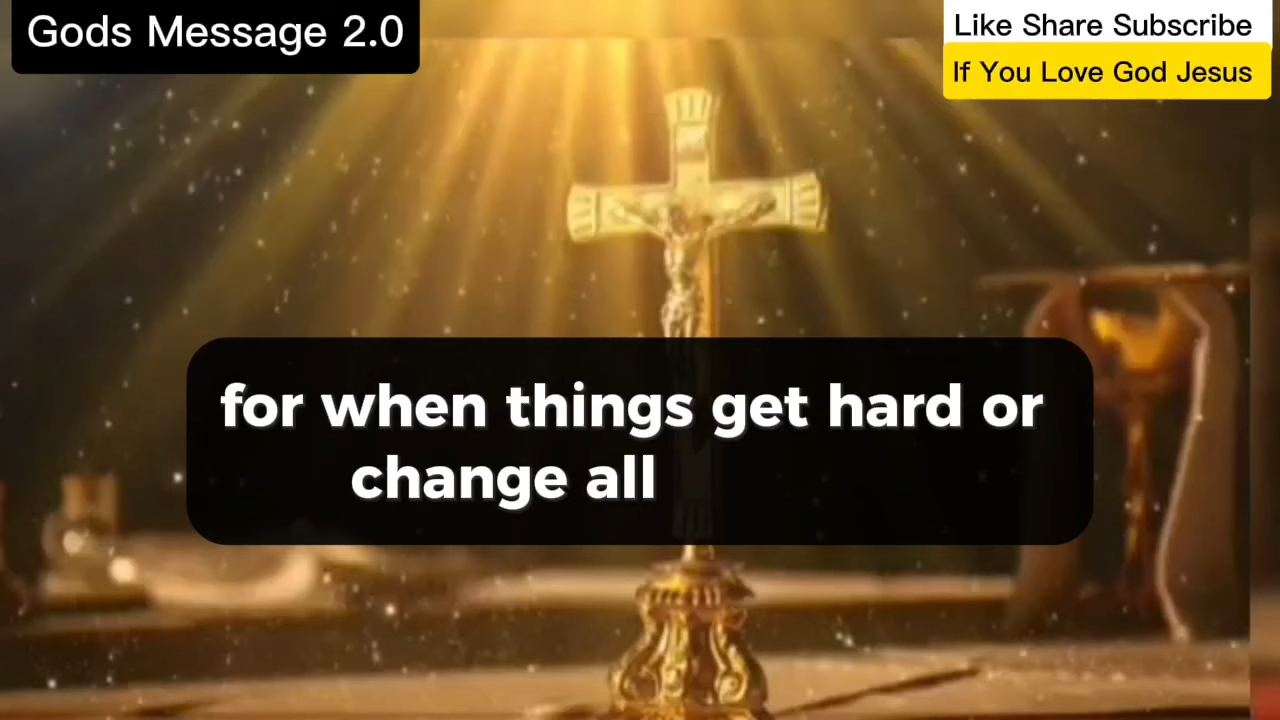 Gods Message 2.0
Like Share Subscribe
If You Love God Jesus
for when things get hard or
change all